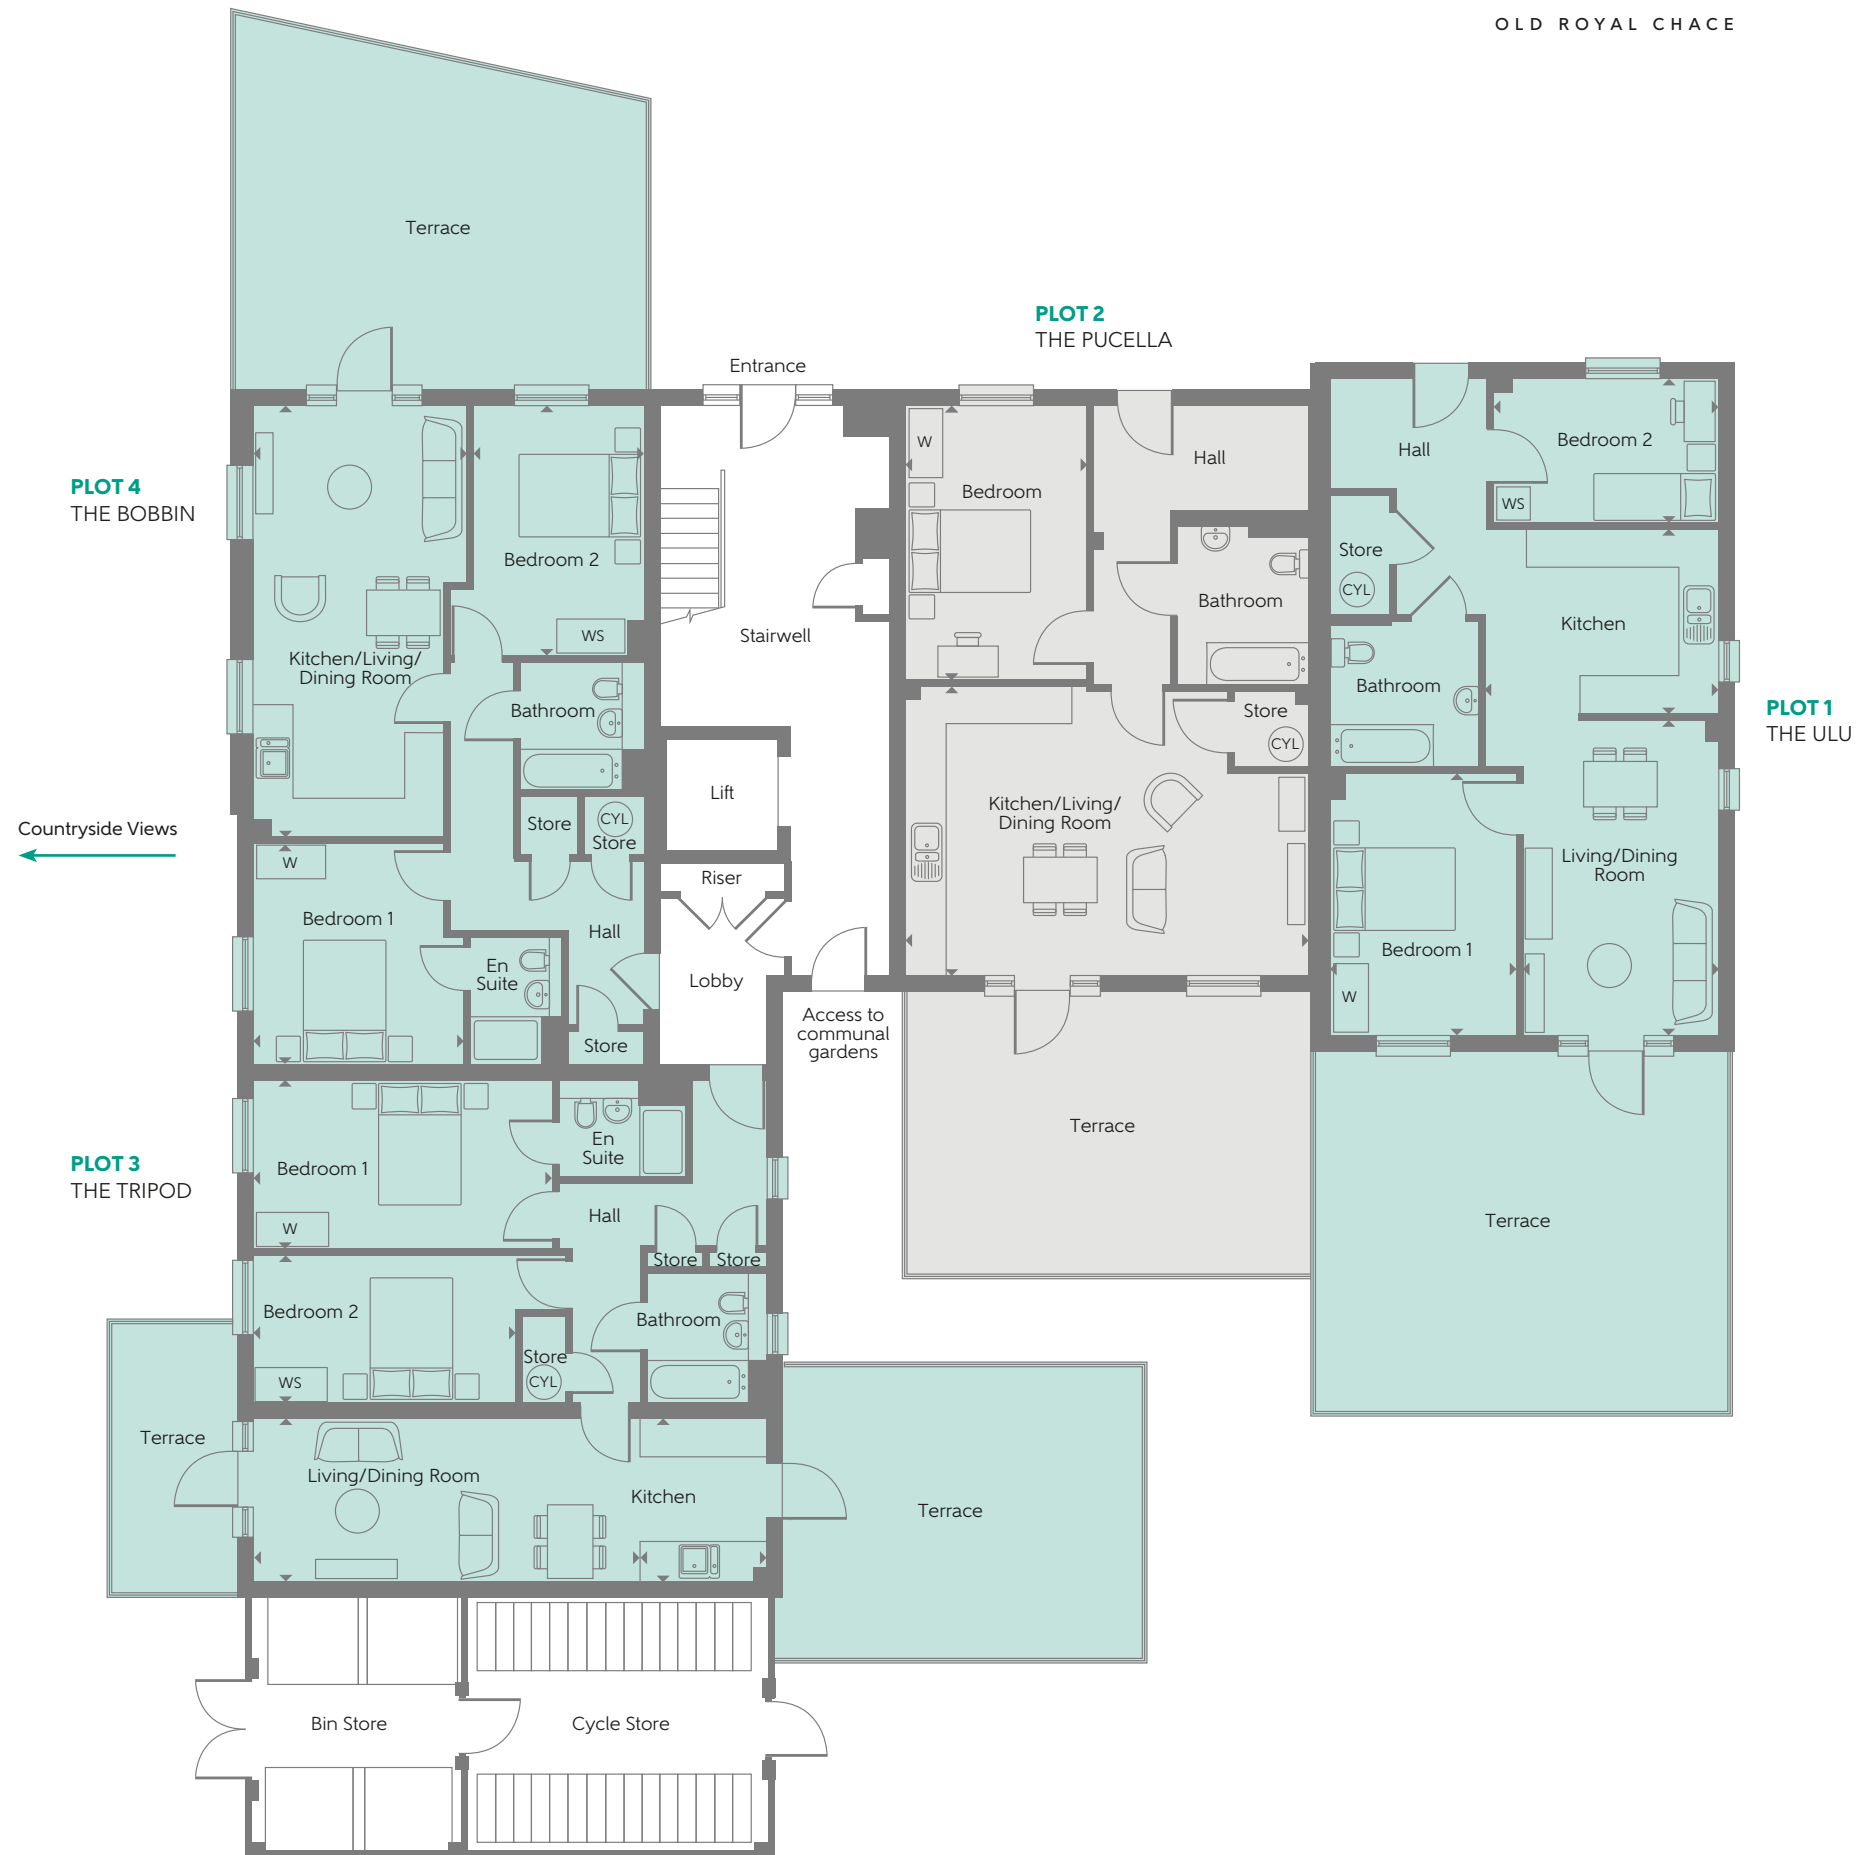 OLD ROYAL CHACE
Terrace
PLOT 2
THE PUCELLA
Entrance
PLOT 4
THE BOBBIN
Kitchen/Living/
Dining Room
Bedroom 2
WS
Bathroom
Store
CYL
Store
Countryside Views
W
Bedroom 1
En
Suite
Hall
Store
Stairwell
Lift
Riser
Lobby
Access to
communal
gardens
W
Bedroom
Hall
Bathroom
Store
CYL
Kitchen/Living/
Dining Room
Terrace
Hall
Bedroom 2
WS
Store
CYL
Kitchen
Bathroom
PLOT 1
THE ULU
Living/Dining
Room
Bedroom 1
W
Terrace
PLOT 3
THE TRIPOD
Bedroom 1
W
En
Suite
Hall
Store
Store
Bedroom 2
WS
Store
CYL
Bathroom
Terrace
Living/Dining Room
Kitchen
Terrace
Bin Store
Cycle Store